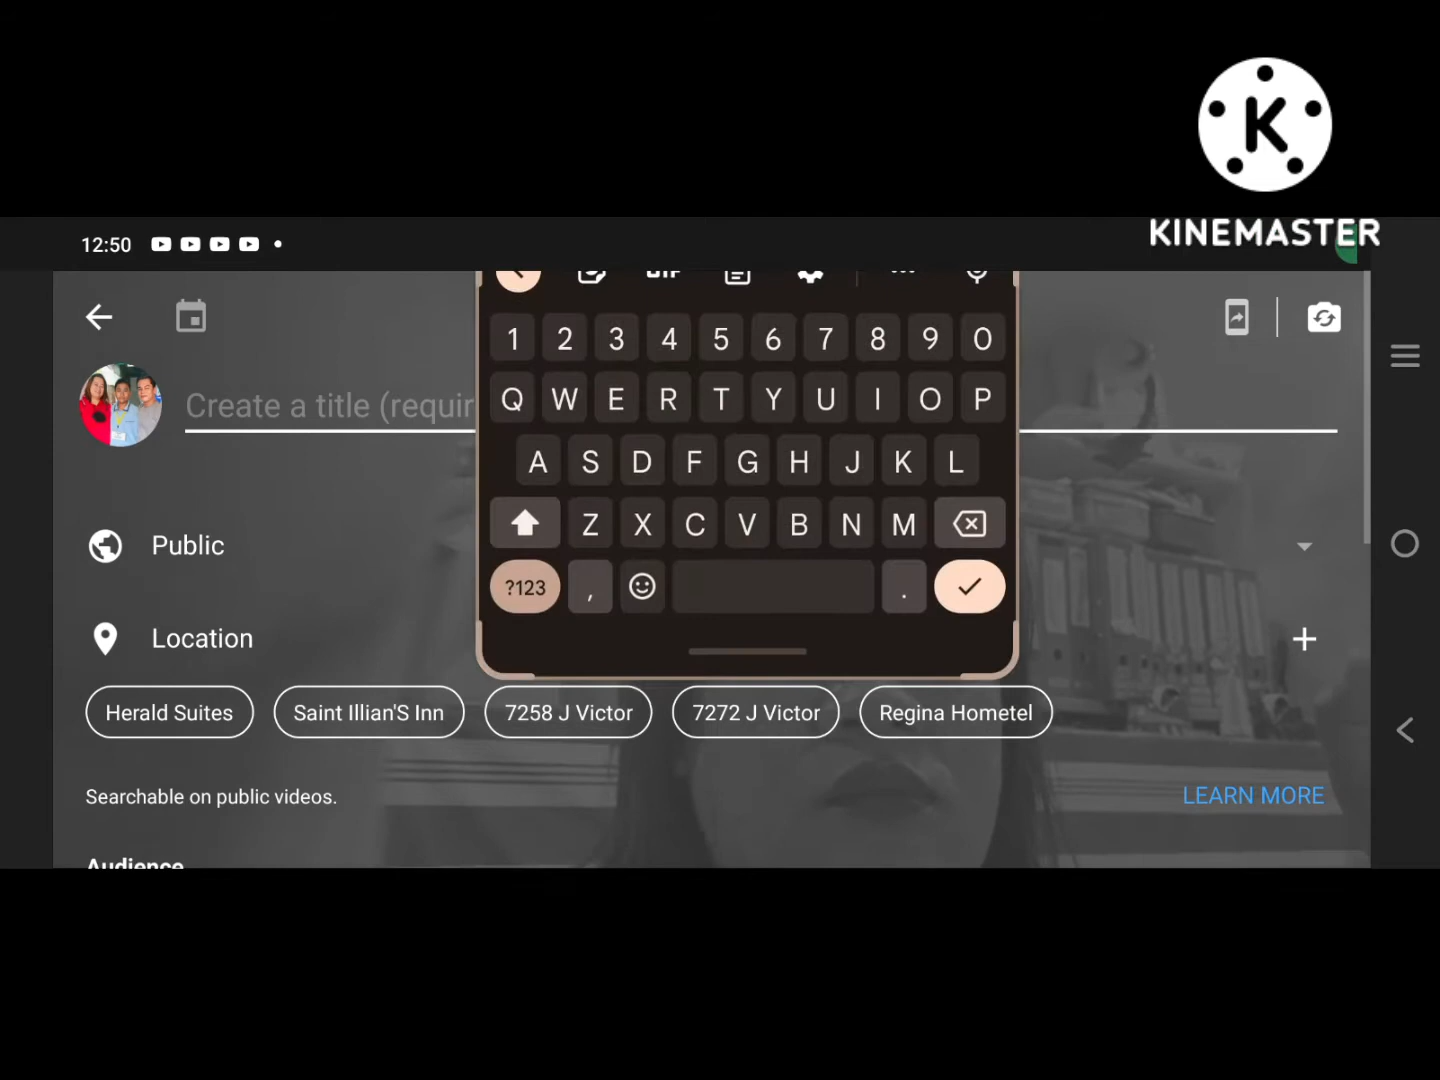 K
KINEMASTER
12:50
Create a title (requir
1 2 3 4 5 6 7 8 9 0
Q W E R T Y U I O P
A S D F G H J K L
Z X C V B N M
?123 , .
Public
Location
Herald Suites
Saint Illian'S Inn
7258 J Victor
7272 J Victor
Regina Hometel
Searchable on public videos.
LEARN MORE
Audience